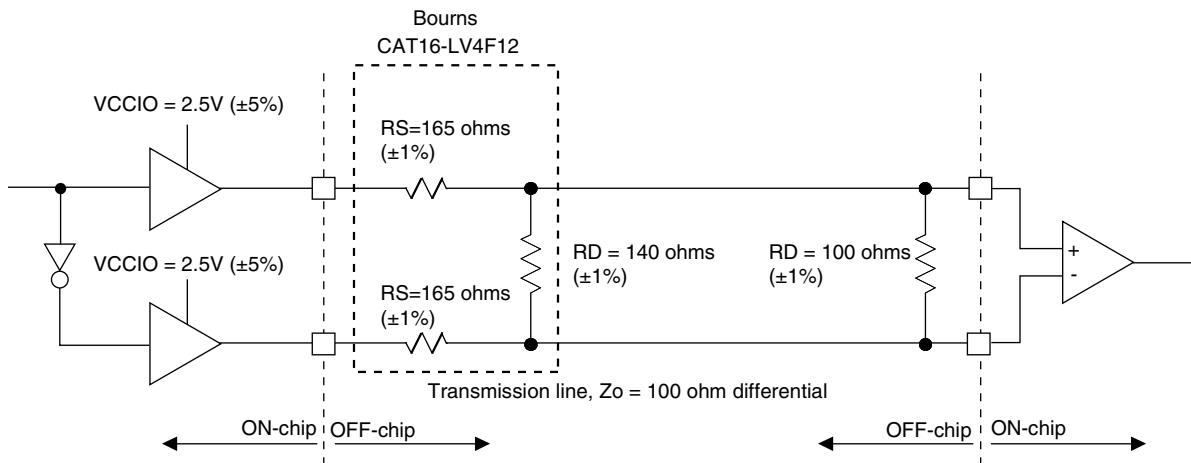 Bourns
CAT16-LV4F12
VCCIO = 2.5V (±5%)
RS=165 ohms
(±1%)
VCCIO = 2.5V (±5%)
RS=165 ohms
(±1%)
RD = 140 ohms
(±1%)
RD = 100 ohms
(±1%)
+
-
Transmission line, Zo = 100 ohm differential
ON-chip
OFF-chip
OFF-chip
ON-chip